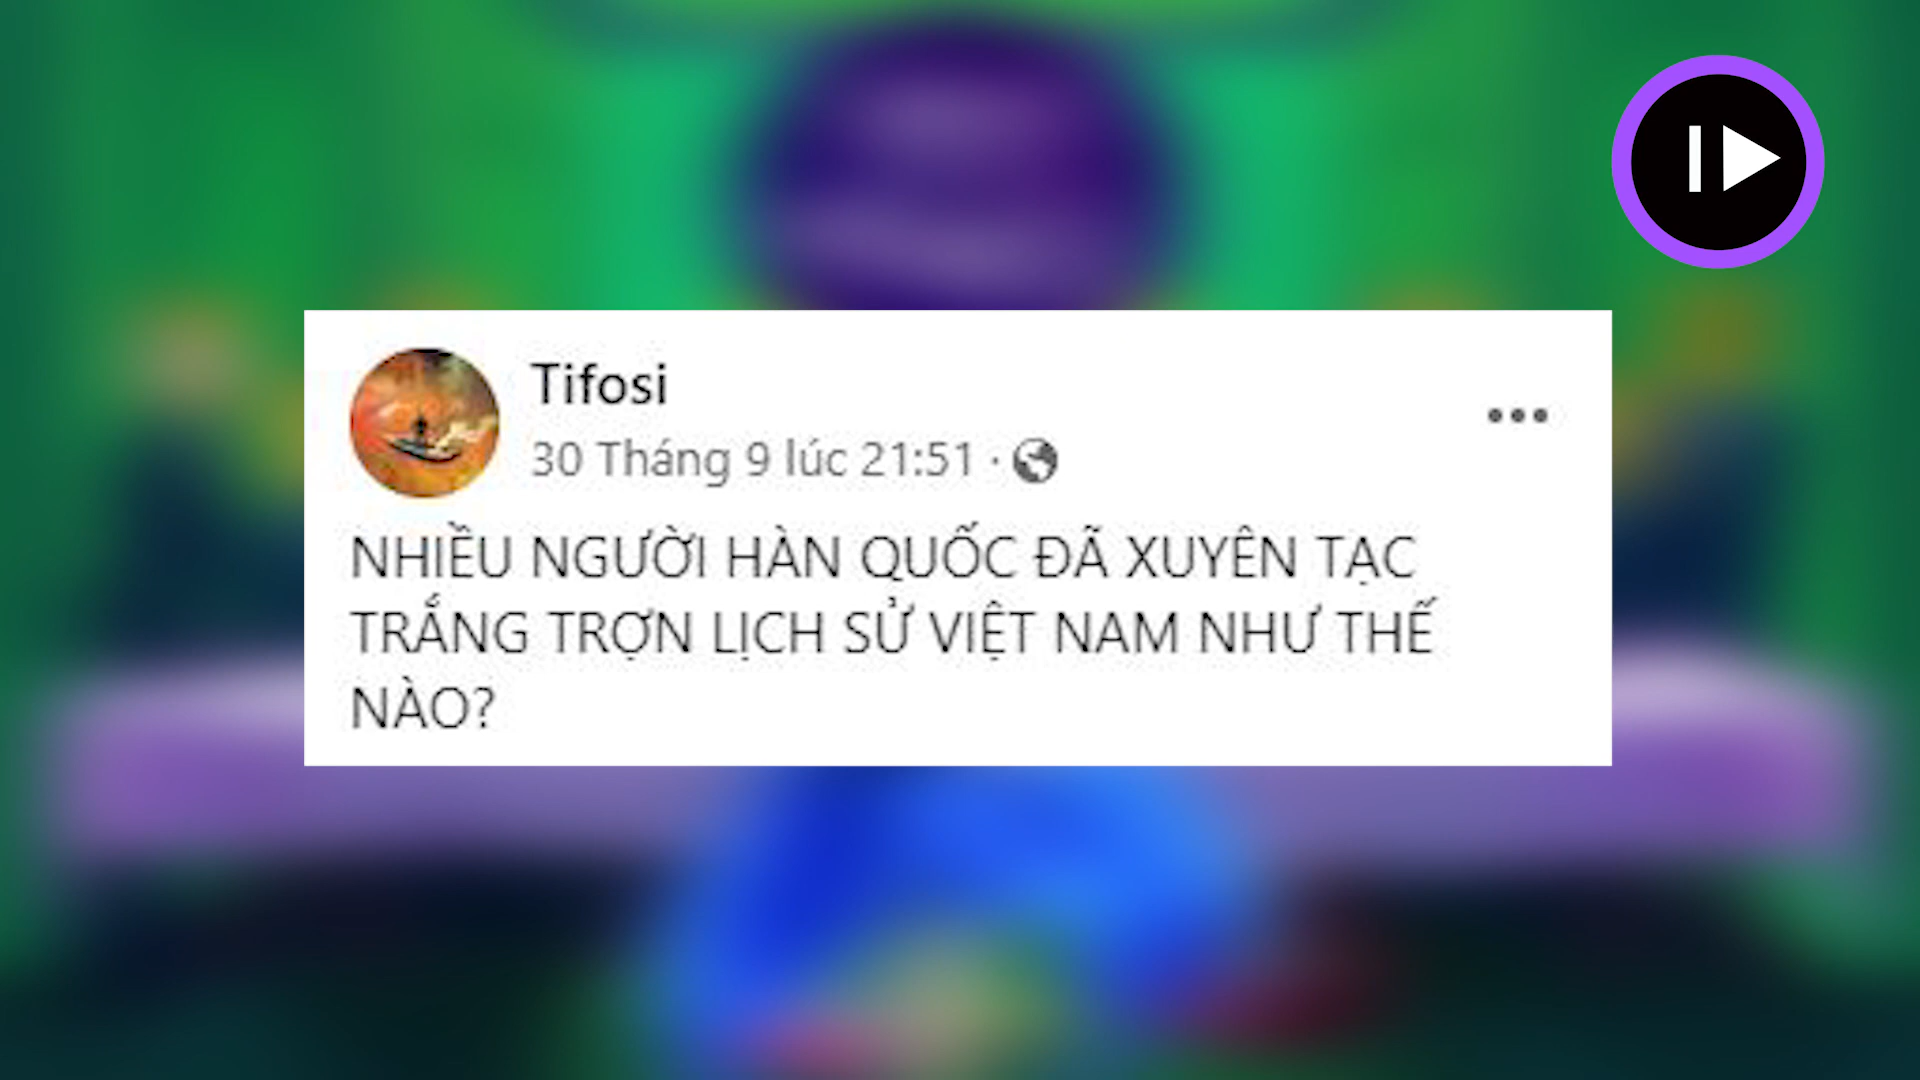 Tifosi
30 Tháng 9 lúc 21:51 ·
NHIỀU NGƯỜI HÀN QUỐC ĐÃ XUYÊN TẠC
TRẮNG TRỢN LỊCH SỬ VIỆT NAM NHƯ THẾ
NÀO?